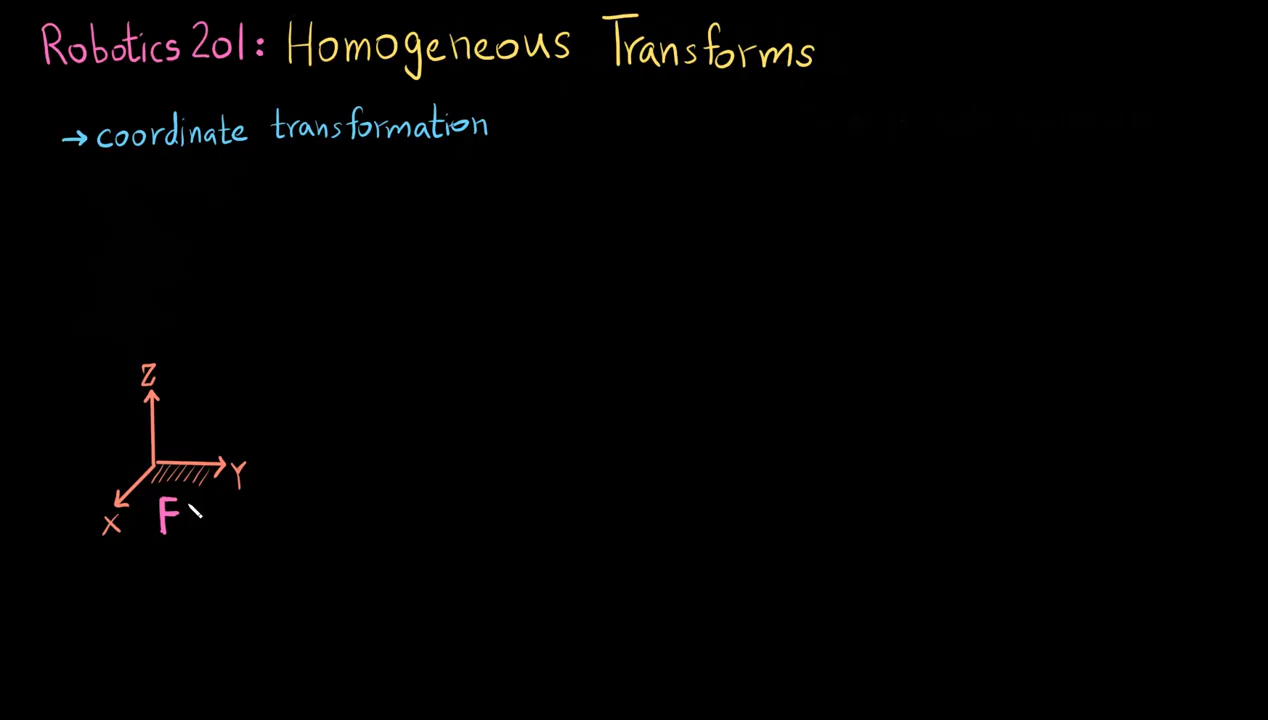 Robotics 201: Homogeneous Transforms
→ coordinate transformation
Z
Y
X
F